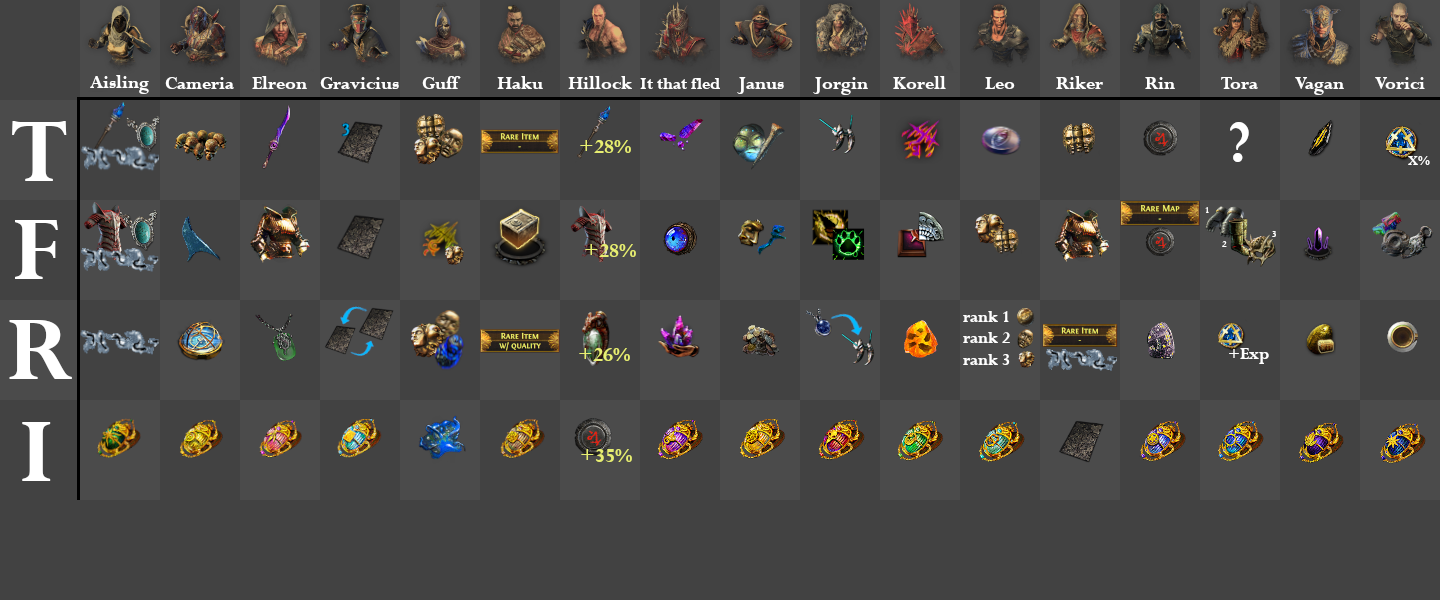 Aisling Cameria Elreon Gravicius Guff Haku Hillock It that fled Janus Jorgin Korell Leo Riker Rin Tora Vagan Vorici
T 3 RARE ITEM - +28% ? X%
F +28% RARE MAP - 1 2 3
R RARE ITEM W/ QUALITY +26% rank 1 rank 2 rank 3 RARE ITEM - +Exp
I +35%